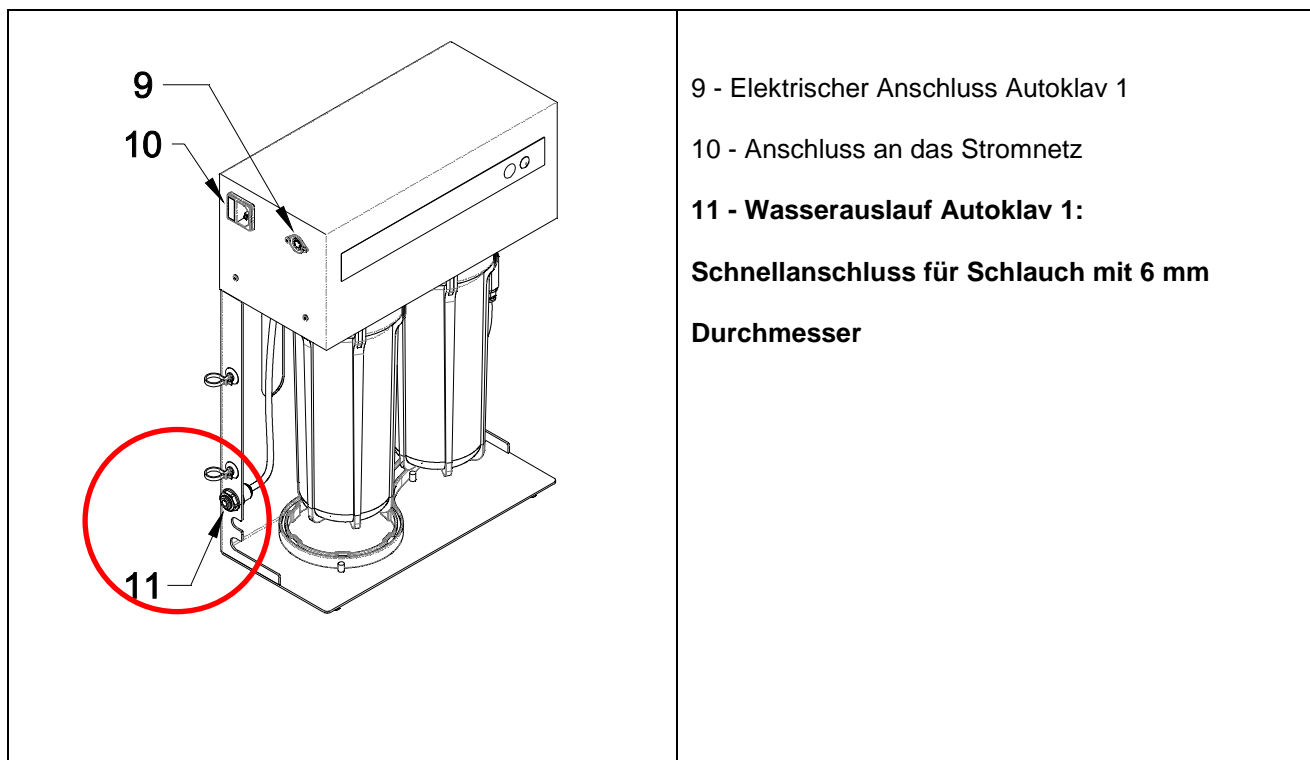 9
10
11
9 - Elektrischer Anschluss Autoklav 1
10 - Anschluss an das Stromnetz
11 - Wasserauslauf Autoklav 1:
Schnellanschluss für Schlauch mit 6 mm
Durchmesser